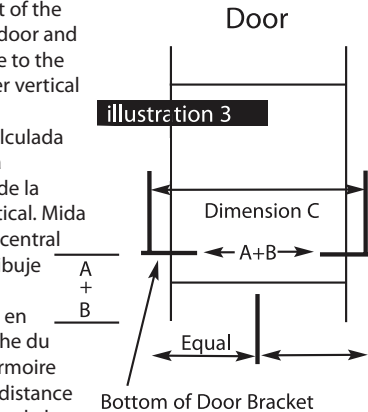 t of the
door and
e to the
er vertical
lculada
de la
tical. Mida
central
buje
en
he du
rmoire
distance
Door
illustration 3
Dimension C
A+B
A
+
B
Equal
Bottom of Door Bracket